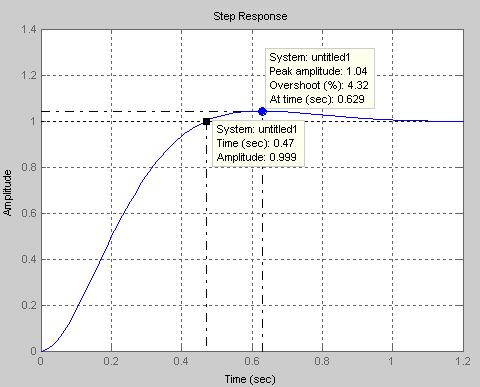 Step Response
1.4
1.2
1
0.8
0.6
0.4
0.2
0
Amplitude
System: untitled1
Peak amplitude: 1.04
Overshoot (%): 4.32
At time (sec): 0.629
System: untitled1
Time (sec): 0.47
Amplitude: 0.999
0 0.2 0.4 0.6 0.8 1 1.2
Time (sec)